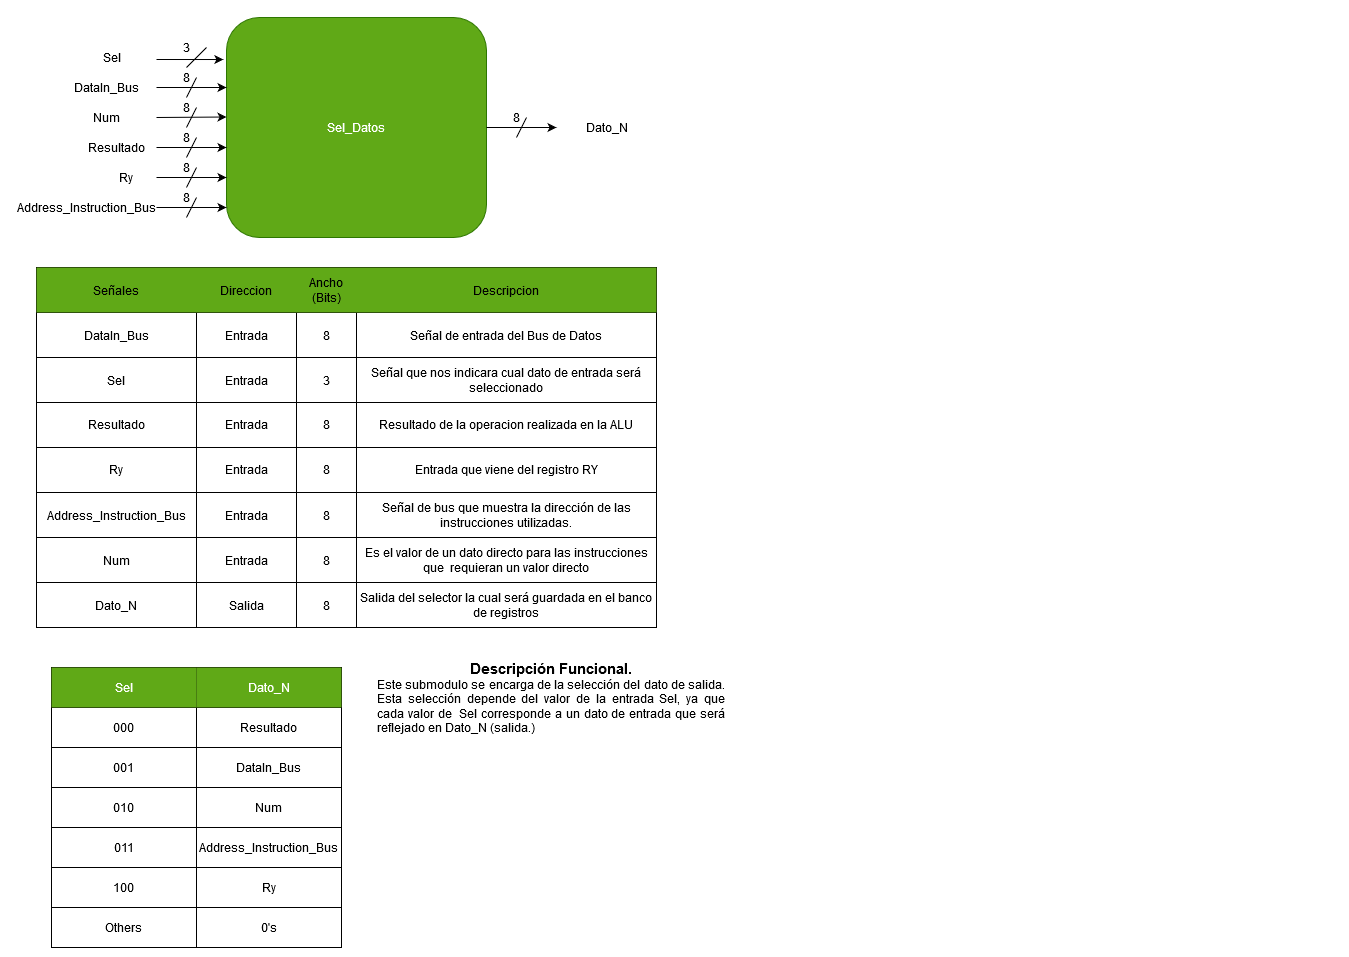 Sel
3
DataIn_Bus
8
Num
8
Resultado
8
Ry
8
Address_Instruction_Bus
8
Sel_Datos
8
Dato_N
Señales Direccion Ancho (Bits) Descripcion
DataIn_Bus Entrada 8 Señal de entrada del Bus de Datos
Sel Entrada 3 Señal que nos indicara cual dato de entrada será
seleccionado
Resultado Entrada 8 Resultado de la operacion realizada en la ALU
Ry Entrada 8 Entrada que viene del registro RY
Address_Instruction_Bus Entrada 8 Señal de bus que muestra la dirección de las
instrucciones utilizadas.
Num Entrada 8 Es el valor de un dato directo para las instrucciones
que requieran un valor directo
Dato_N Salida 8 Salida del selector la cual será guardada en el banco
de registros
Sel Dato_N
000 Resultado
001 DataIn_Bus
010 Num
011 Address_Instruction_Bus
100 Ry
Others 0's
Descripción Funcional.
Este submodulo se encarga de la selección del dato de salida.
Esta selección depende del valor de la entrada Sel, ya que
cada valor de Sel corresponde a un dato de entrada que será
reflejado en Dato_N (salida.)